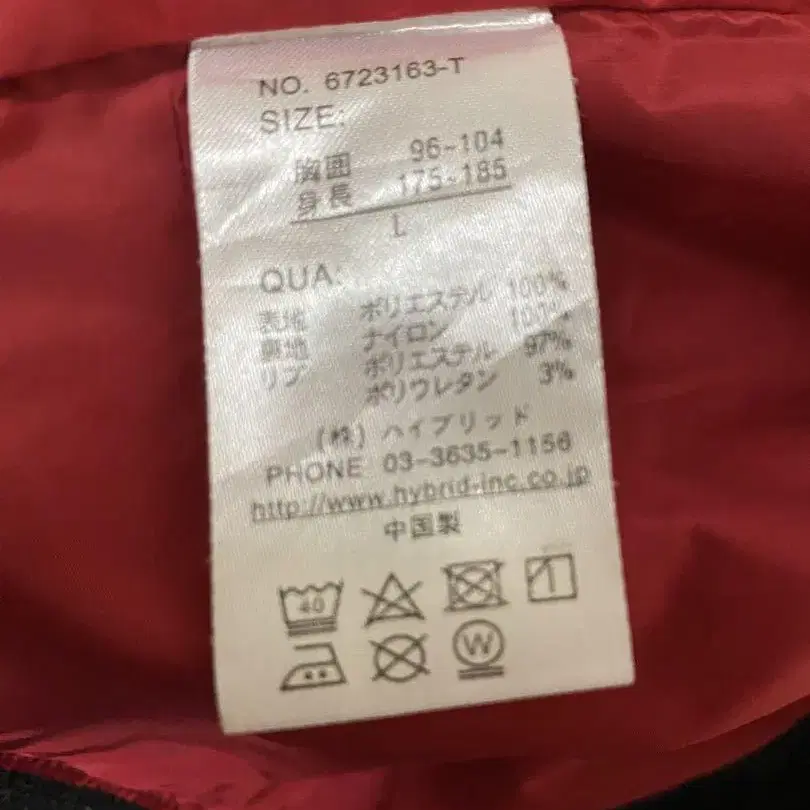 NO. 6723163-T
SIZE:
胸囲 96-104
身長 175-185
L
QUA:
表地 ポリエステル 100%
裏地 ナイロン 100%
リブ ポリエステル 97%
ポリウレタン 3%
(株) ハイブリッド
PHONE 03-3635-1156
http://www.hybrid-inc.co.jp
中国製
40
W